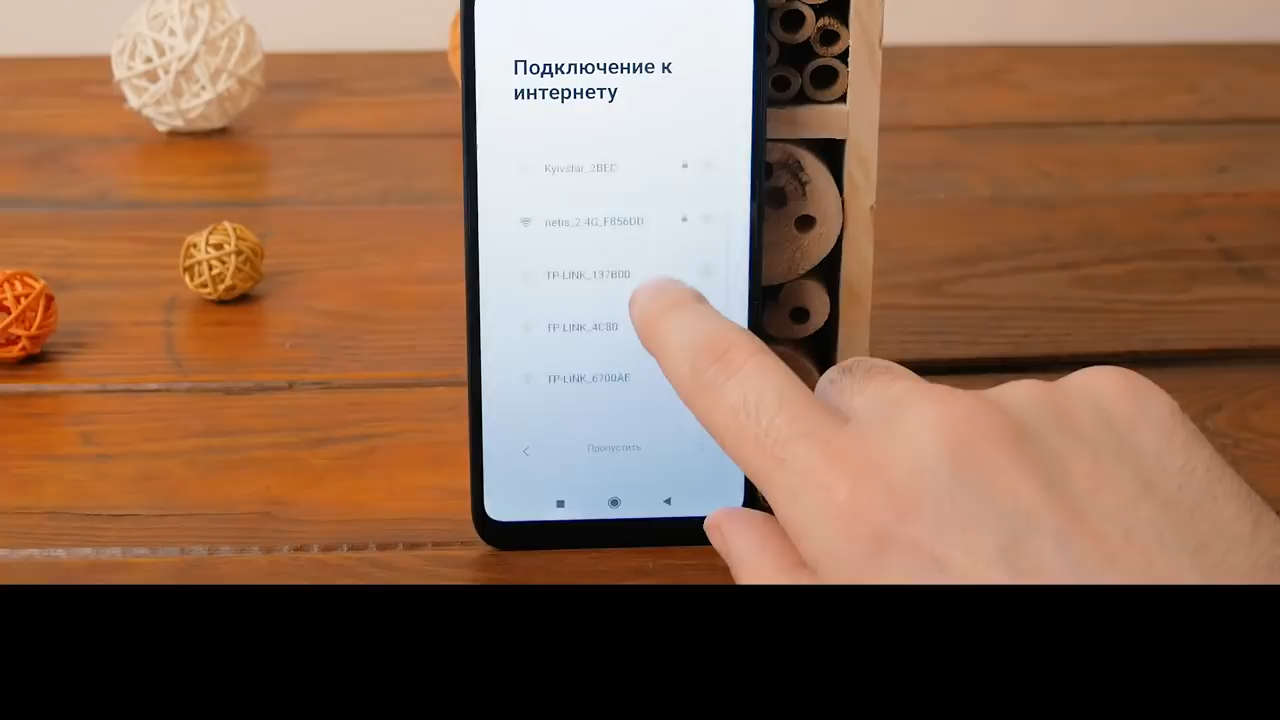 Подключение к
интернету
Kyivstar_2BEC
netis_2.4G_F856DD
TP-LINK_137B00
TP-LINK_4C80
TP-LINK_6700AE
Пропустить